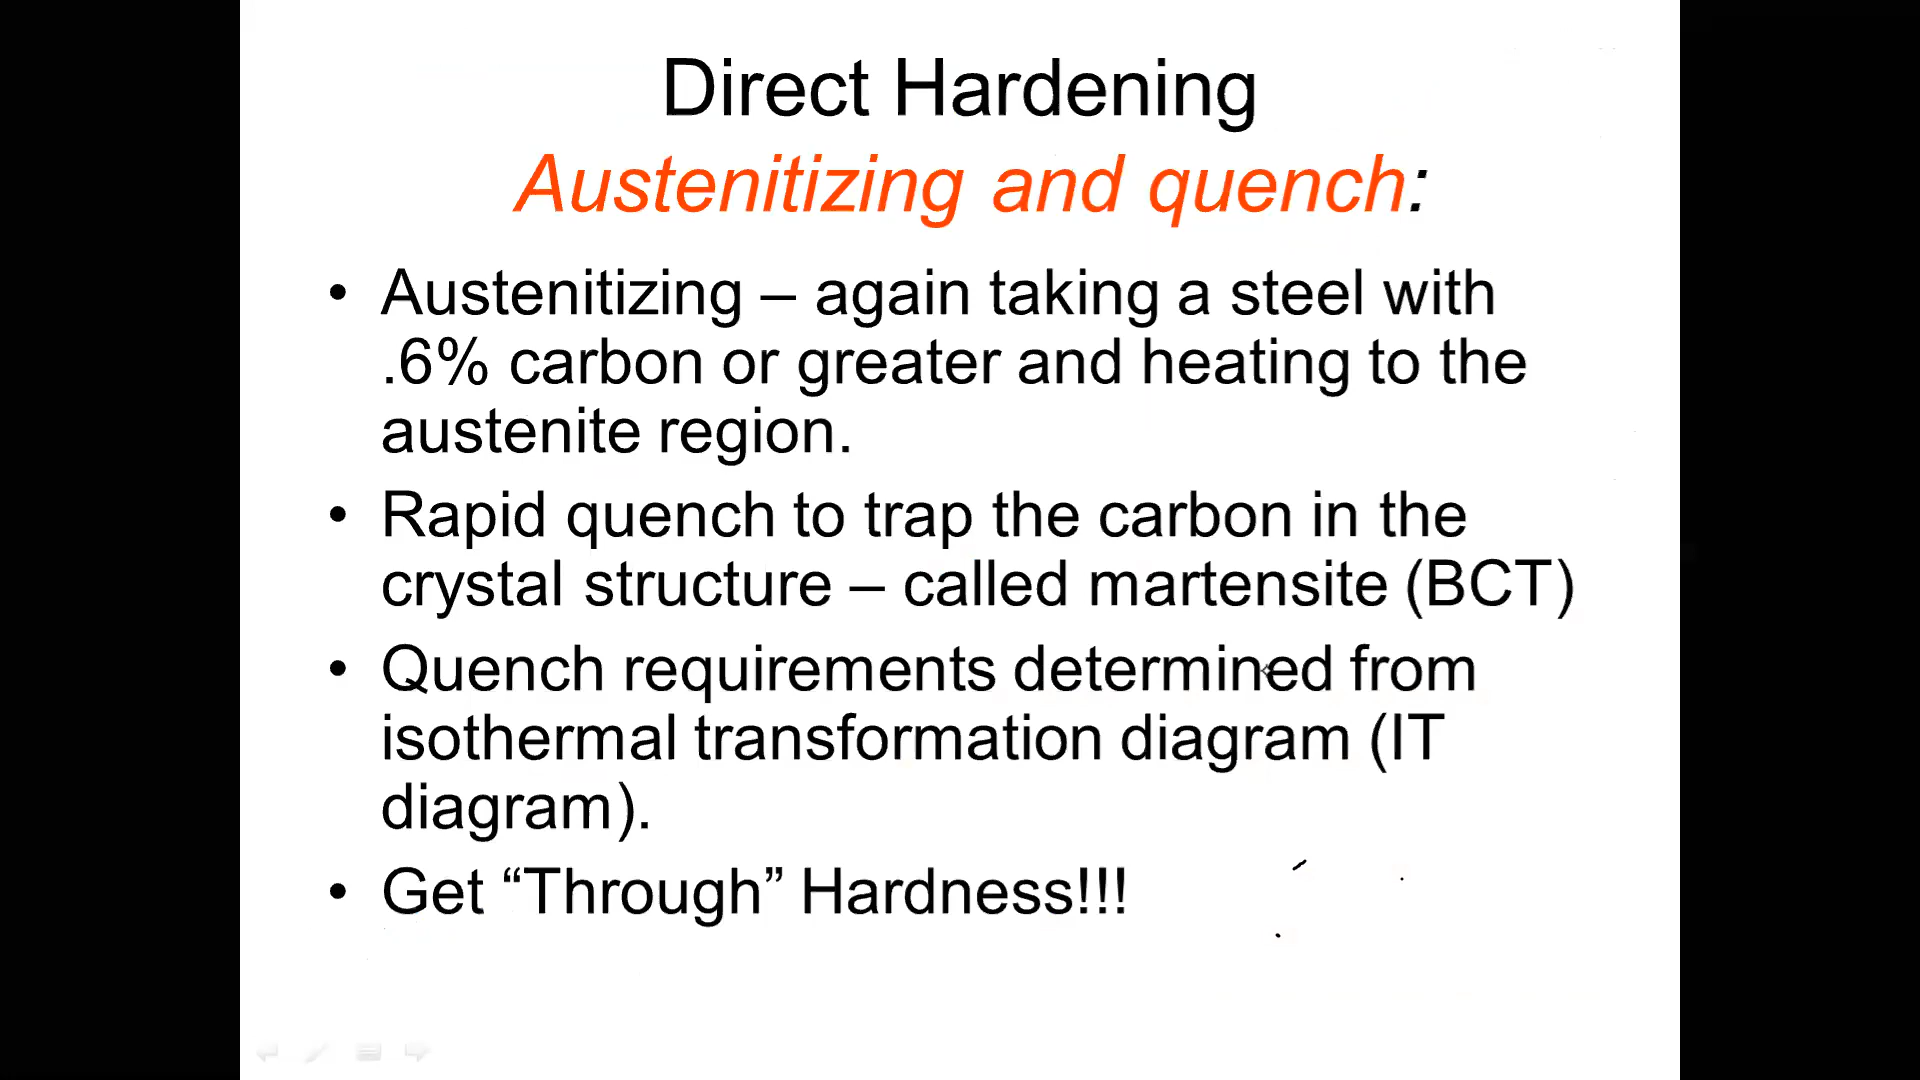 Direct Hardening
Austenitizing and quench:
• Austenitizing – again taking a steel with
.6% carbon or greater and heating to the
austenite region.
• Rapid quench to trap the carbon in the
crystal structure – called martensite (BCT)
• Quench requirements determined from
isothermal transformation diagram (IT
diagram).
• Get “Through” Hardness!!!